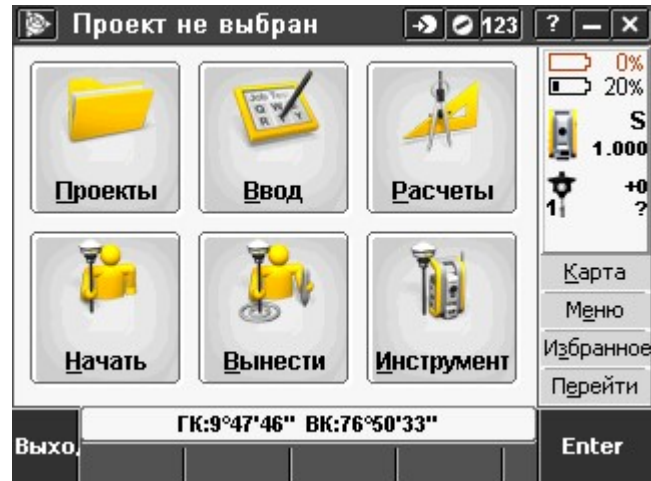 Проект не выбран 123 ?
0%
20%
S
1.000
+0
1 ?
Проекты Ввод Расчеты
Начать Вынести Инструмент
Карта
Меню
Избранное
Перейти
ГК:9°47'46" ВК:76°50'33"
Выхо Enter